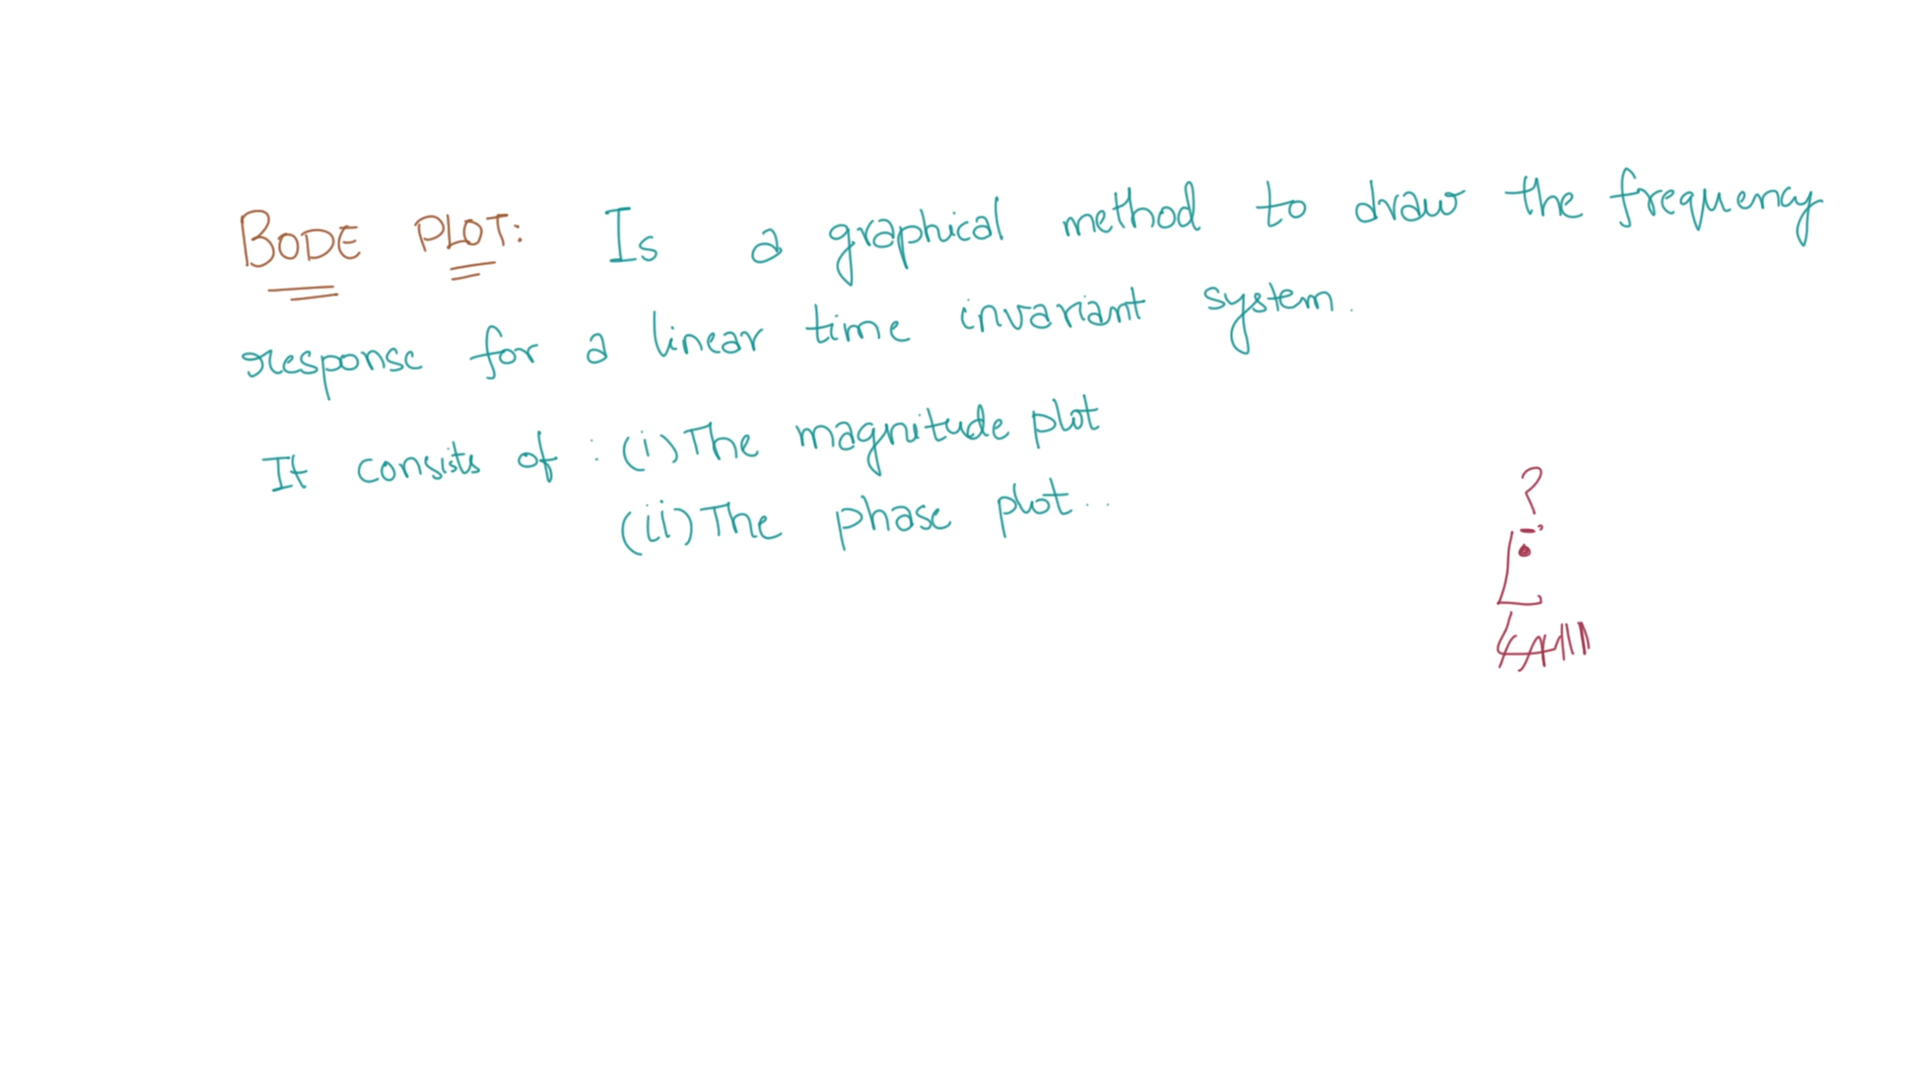 BODE PLOT: Is a graphical method to draw the frequency
response for a linear time invariant system.
It consists of : (i) The magnitude plot
(ii) The phase plot..
?